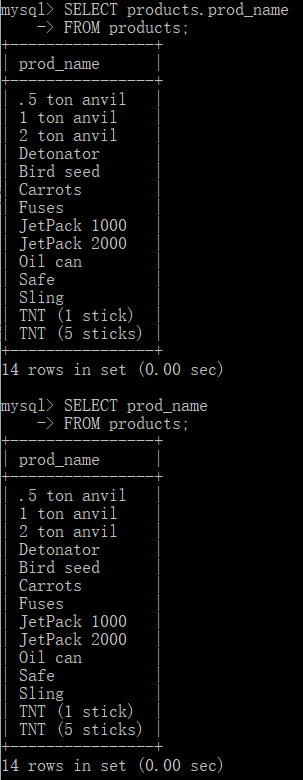 mysql> SELECT products.prod_name
    -> FROM products;
+----------------+
| prod_name      |
+----------------+
| .5 ton anvil   |
| 1 ton anvil    |
| 2 ton anvil    |
| Detonator      |
| Bird seed      |
| Carrots        |
| Fuses          |
| JetPack 1000   |
| JetPack 2000   |
| Oil can        |
| Safe           |
| Sling          |
| TNT (1 stick)  |
| TNT (5 sticks) |
+----------------+
14 rows in set (0.00 sec)

mysql> SELECT prod_name
    -> FROM products;
+----------------+
| prod_name      |
+----------------+
| .5 ton anvil   |
| 1 ton anvil    |
| 2 ton anvil    |
| Detonator      |
| Bird seed      |
| Carrots        |
| Fuses          |
| JetPack 1000   |
| JetPack 2000   |
| Oil can        |
| Safe           |
| Sling          |
| TNT (1 stick)  |
| TNT (5 sticks) |
+----------------+
14 rows in set (0.00 sec)